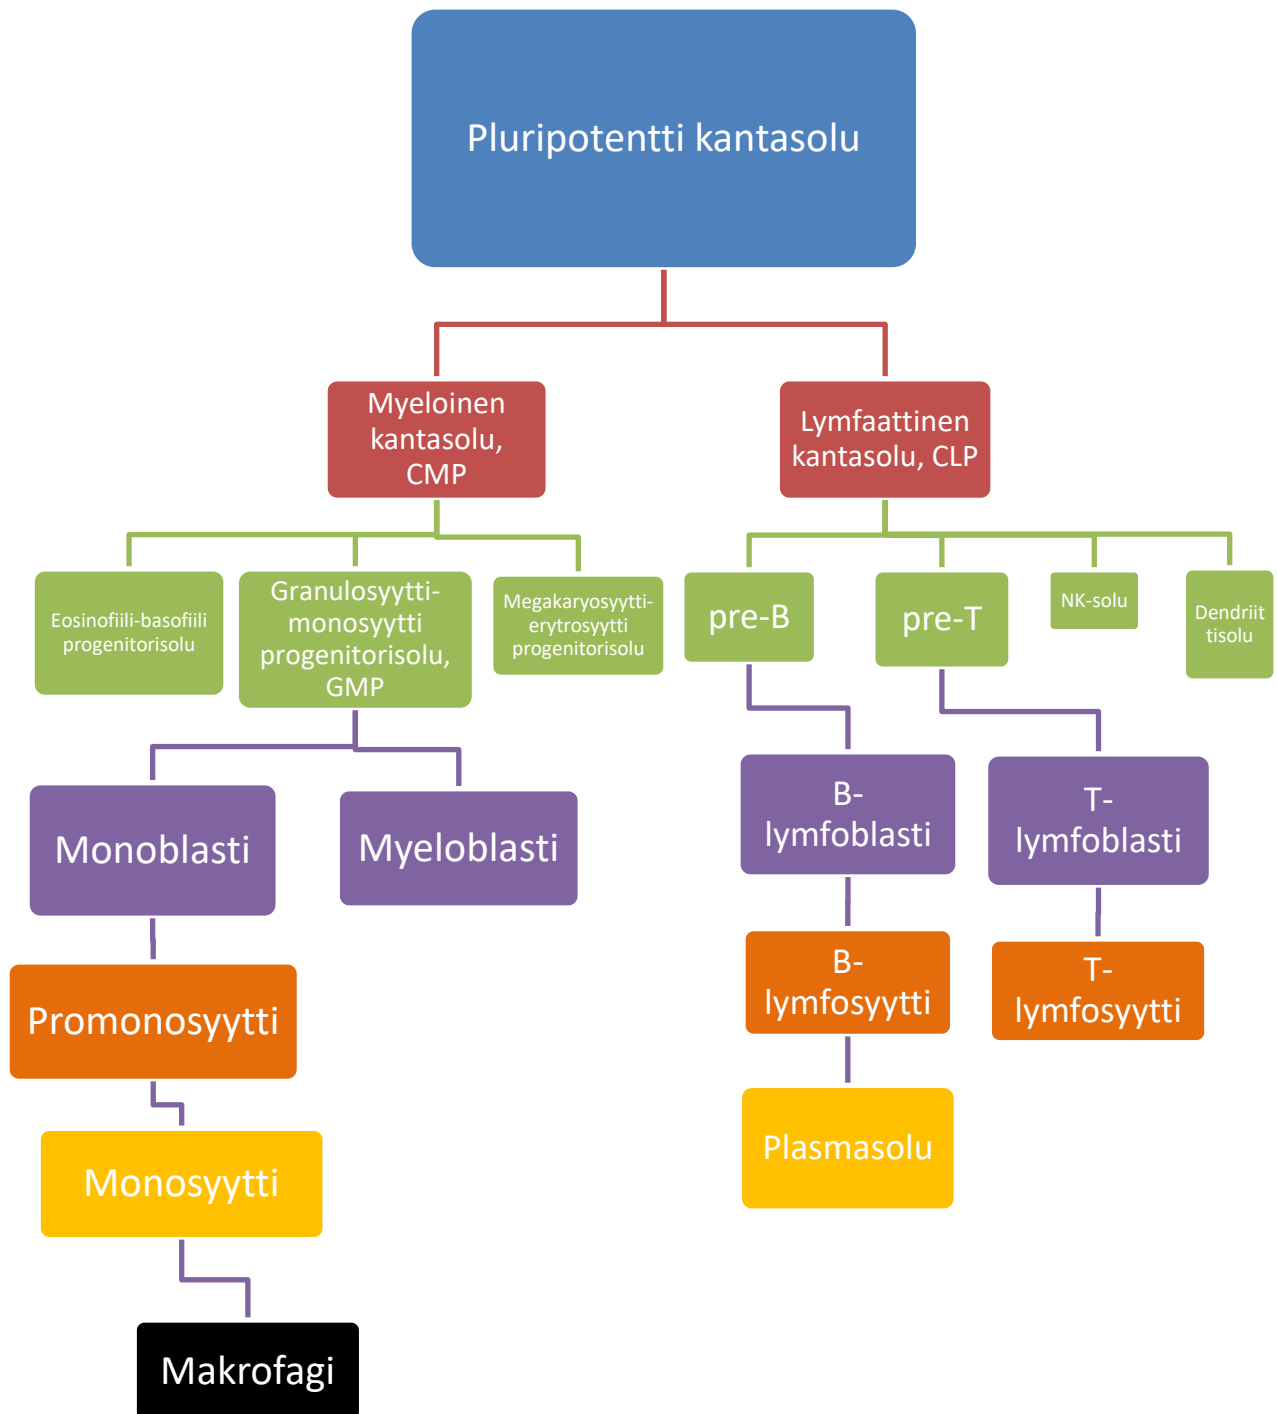 Pluripotentti kantasolu
Myeloinen
kantasolu,
CMP
Lymfaattinen
kantasolu, CLP
Eosinofiili-basofiili
progenitorisolu
Granulosyytti-
monosyytti
progenitorisolu,
GMP
Megakaryosyytti-
erytrosyytti
progenitorisolu
pre-B
pre-T
NK-solu
Dendriit
tisolu
Monoblasti
Myeloblasti
B-
lymfoblasti
T-
lymfoblasti
Promonosyytti
B-
lymfosyytti
T-
lymfosyytti
Monosyytti
Plasmasolu
Makrofagi